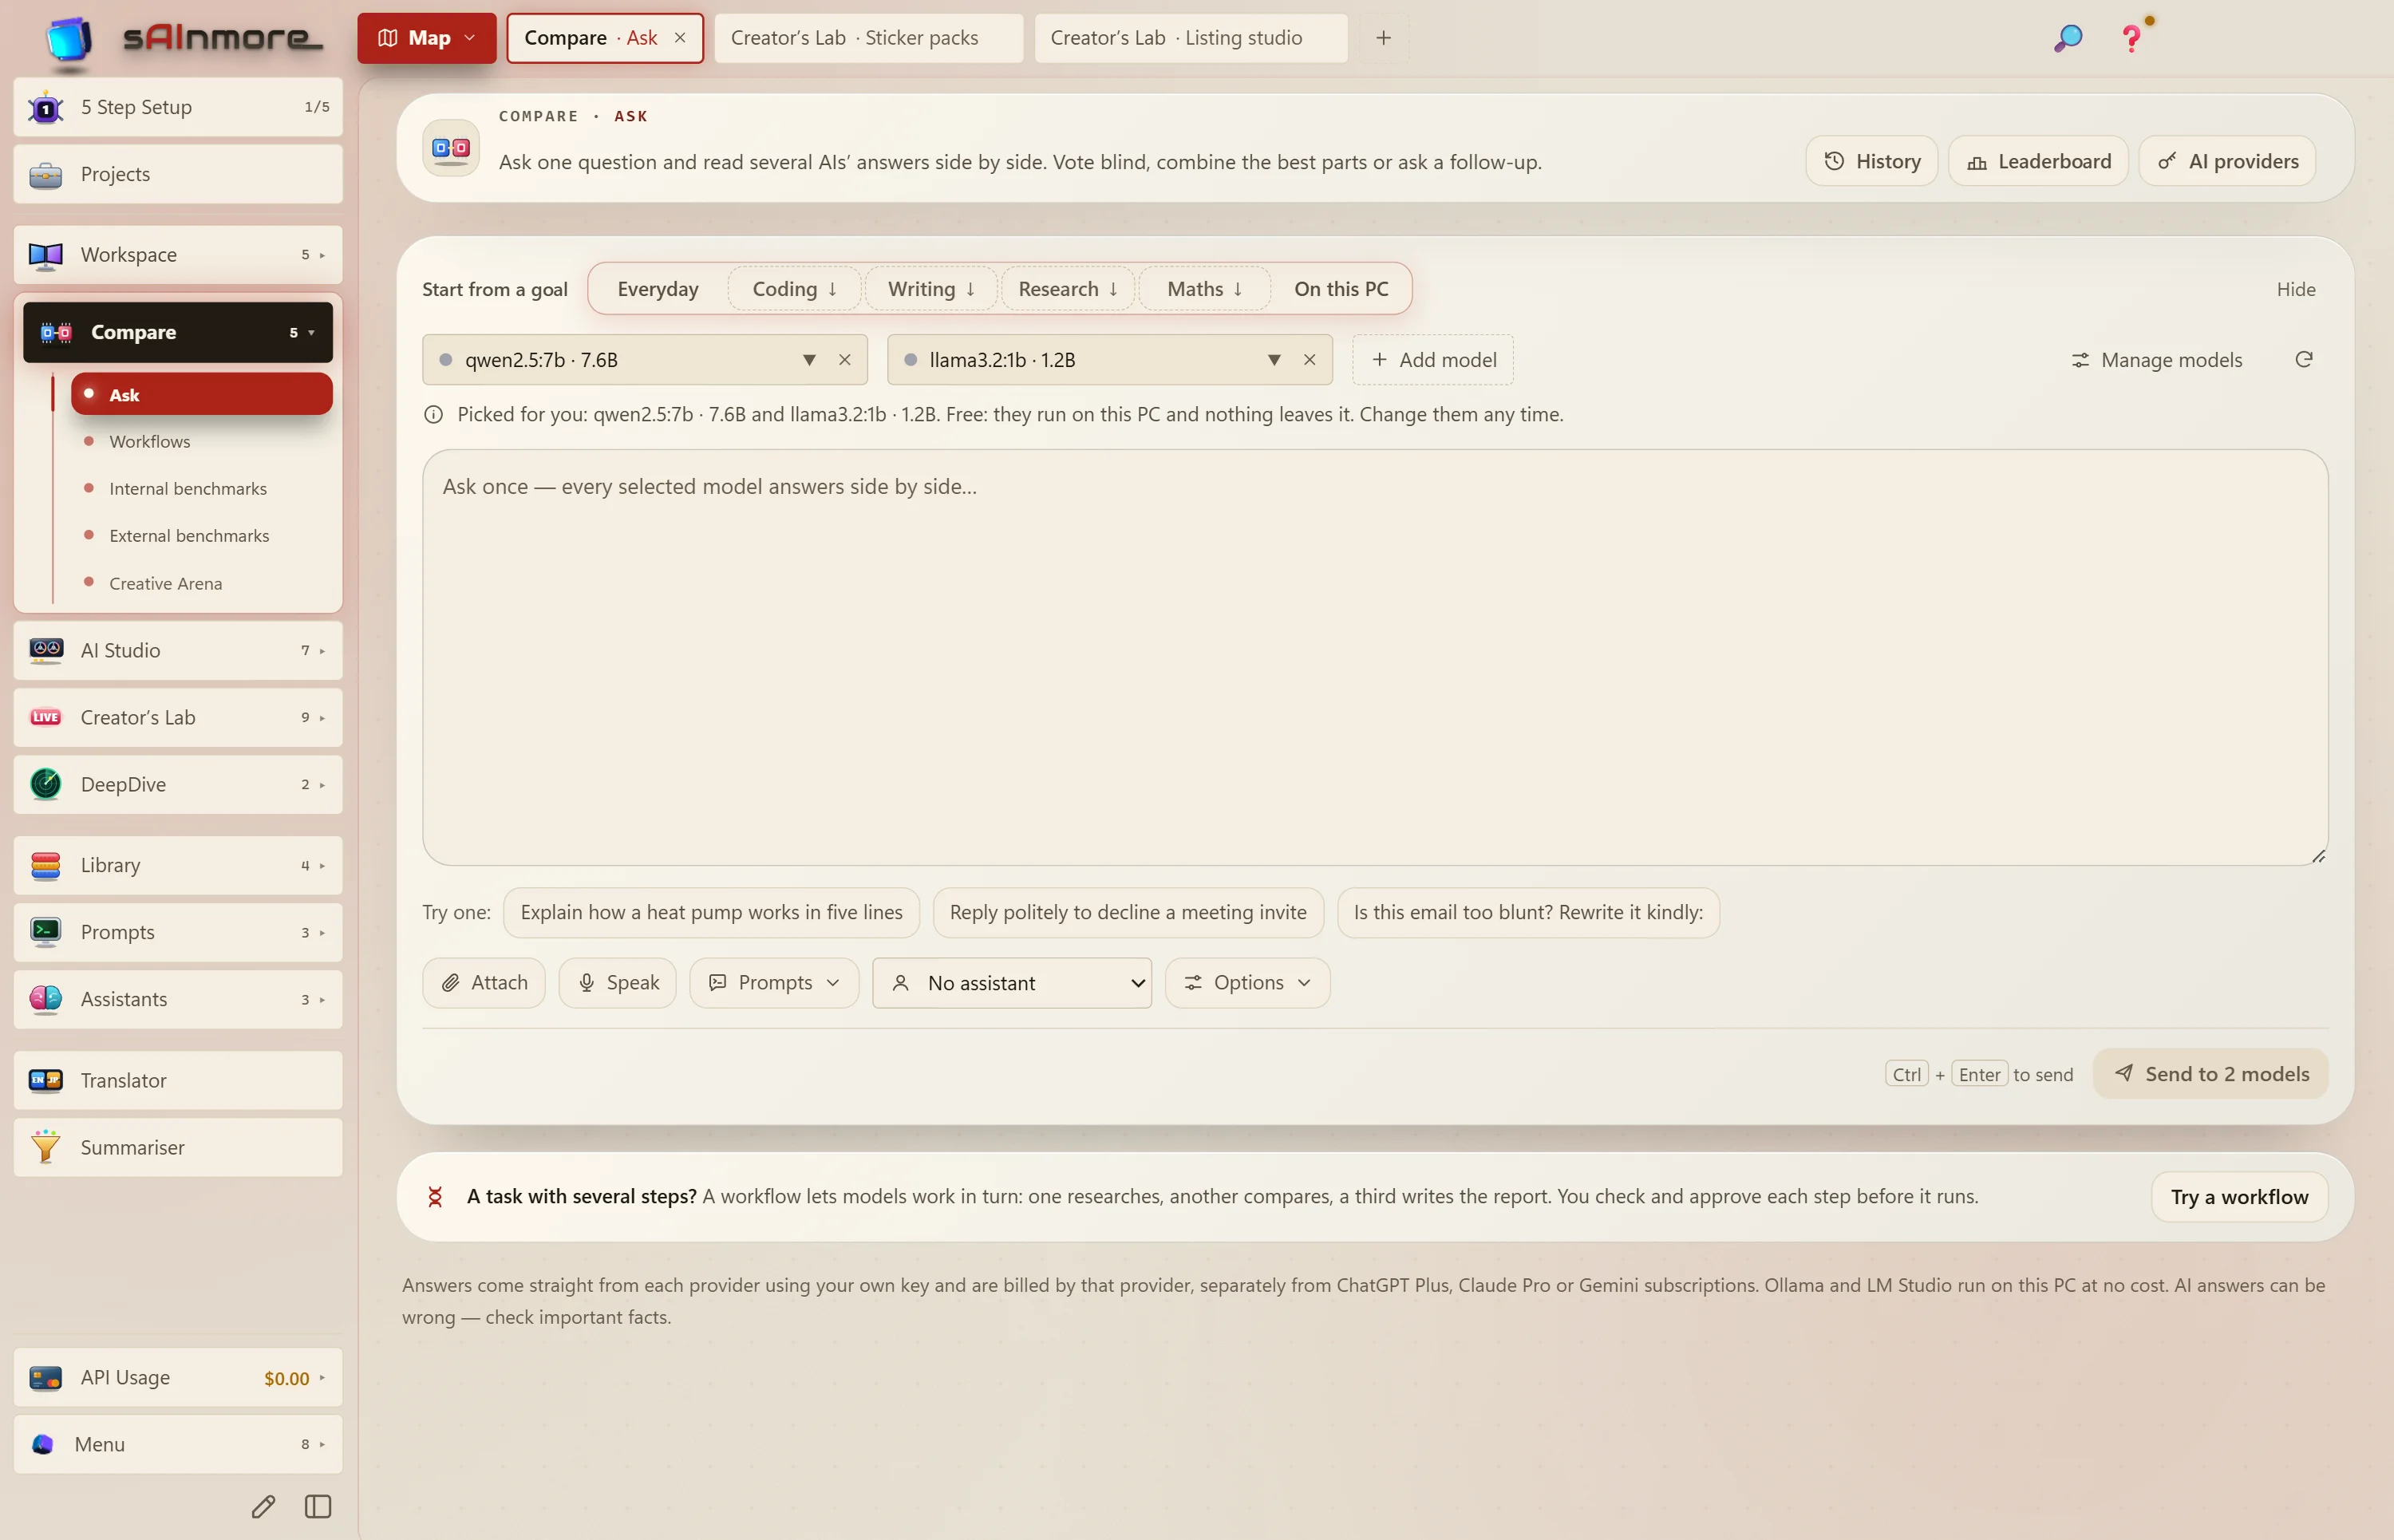 sAInmore
Map
Compare · Ask
Creator's Lab · Sticker packs
Creator's Lab · Listing studio
5 Step Setup 1/5
Projects
Workspace 5
Compare 5
Ask
Workflows
Internal benchmarks
External benchmarks
Creative Arena
AI Studio 7
LIVE Creator's Lab 9
DeepDive 2
Library 4
Prompts 3
Assistants 3
EN JP Translator
Summariser
API Usage $0.00
Menu 8
COMPARE · ASK
Ask one question and read several AIs' answers side by side. Vote blind, combine the best parts or ask a follow-up.
History
Leaderboard
AI providers
Start from a goal
Everyday
Coding ↓
Writing ↓
Research ↓
Maths ↓
On this PC
Hide
qwen2.5:7b · 7.6B
llama3.2:1b · 1.2B
+ Add model
Manage models
Picked for you: qwen2.5:7b · 7.6B and llama3.2:1b · 1.2B. Free: they run on this PC and nothing leaves it. Change them any time.
Ask once — every selected model answers side by side...
Try one:
Explain how a heat pump works in five lines
Reply politely to decline a meeting invite
Is this email too blunt? Rewrite it kindly:
Attach
Speak
Prompts
No assistant
Options
Ctrl + Enter to send
Send to 2 models
A task with several steps? A workflow lets models work in turn: one researches, another compares, a third writes the report. You check and approve each step before it runs.
Try a workflow
Answers come straight from each provider using your own key and are billed by that provider, separately from ChatGPT Plus, Claude Pro or Gemini subscriptions. Ollama and LM Studio run on this PC at no cost. AI answers can be
wrong — check important facts.